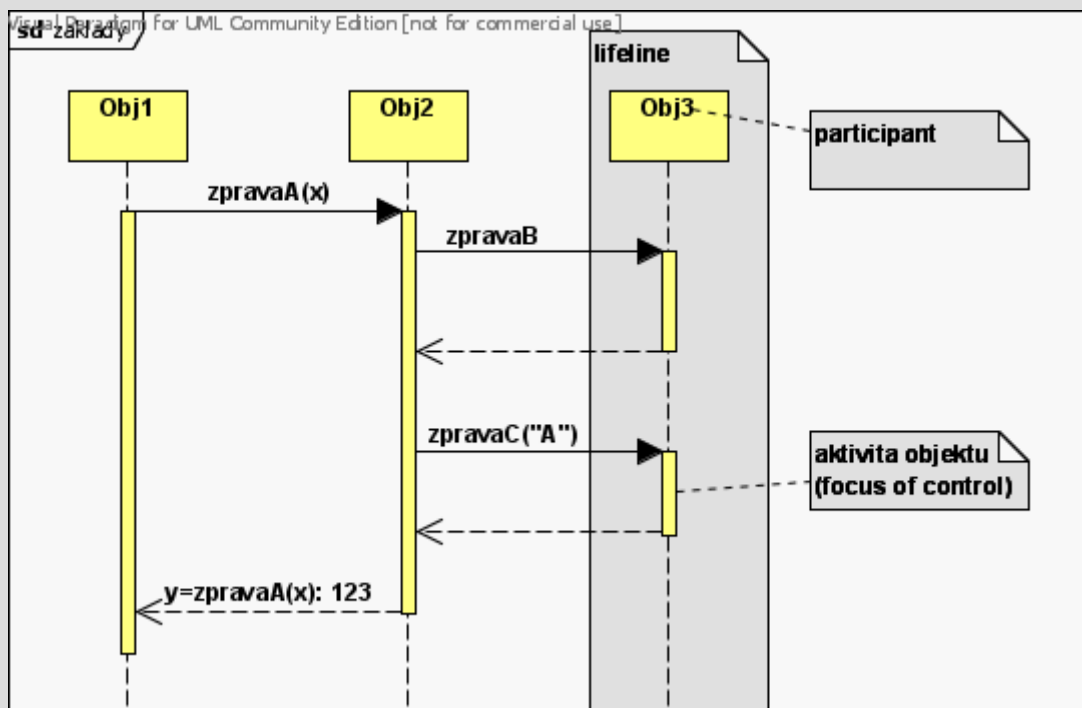 Visual Paradigm for UML Community Edition [not for commercial use]
sd základy
lifeline
Obj1
Obj2
Obj3
participant
zpravaA(x)
zpravaB
zpravaC("A")
aktivita objektu
(focus of control)
y=zpravaA(x): 123